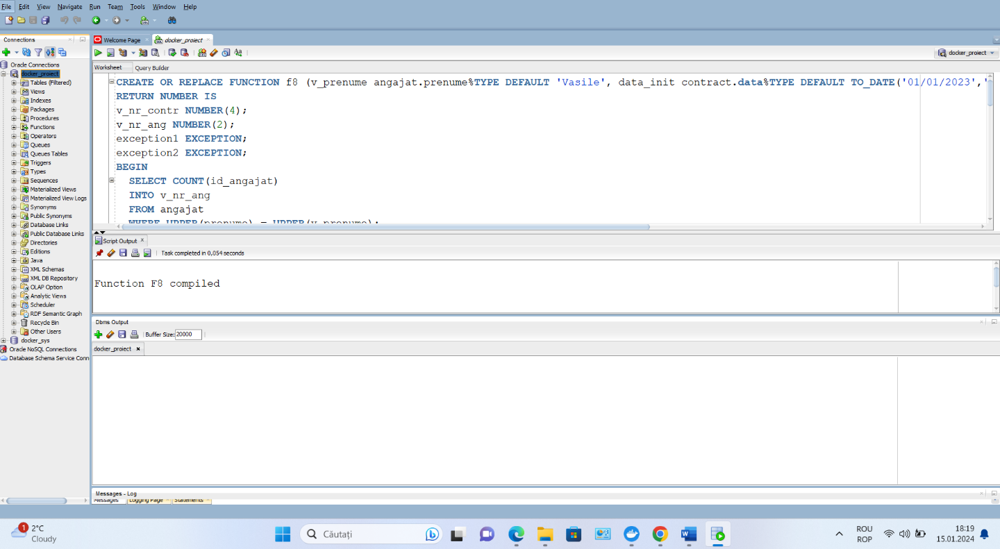 File Edit View Navigate Run Team Tools Window Help
Connections
Oracle Connections
docker_proiect
Tables (Filtered)
Views
Indexes
Packages
Procedures
Functions
Operators
Queues
Queues Tables
Triggers
Types
Sequences
Materialized Views
Materialized View Logs
Synonyms
Public Synonyms
Database Links
Public Database Links
Directories
Editions
Java
XML Schemas
XML DB Repository
OLAP Option
Analytic Views
Scheduler
RDF Semantic Graph
Recycle Bin
Other Users
docker_sys
Oracle NoSQL Connections
Database Schema Service Conn
Welcome Page docker_proiect
docker_proiect
Worksheet Query Builder
CREATE OR REPLACE FUNCTION f8 (v_prenume angajat.prenume%TYPE DEFAULT 'Vasile', data_init contract.data%TYPE DEFAULT TO_DATE('01/01/2023','
RETURN NUMBER IS
v_nr_contr NUMBER(4);
v_nr_ang NUMBER(2);
exception1 EXCEPTION;
exception2 EXCEPTION;
BEGIN
SELECT COUNT(id_angajat)
INTO v_nr_ang
FROM angajat
WHERE UPPER(prenume) = UPPER(v_prenume);
Script Output
Task completed in 0,054 seconds
Function F8 compiled
Dbms Output
Buffer Size: 20000
docker_proiect
Messages - Log
Messages Logging Page Statements
1
2°C
Cloudy
Căutați
ROU
ROP
18:19
15.01.2024